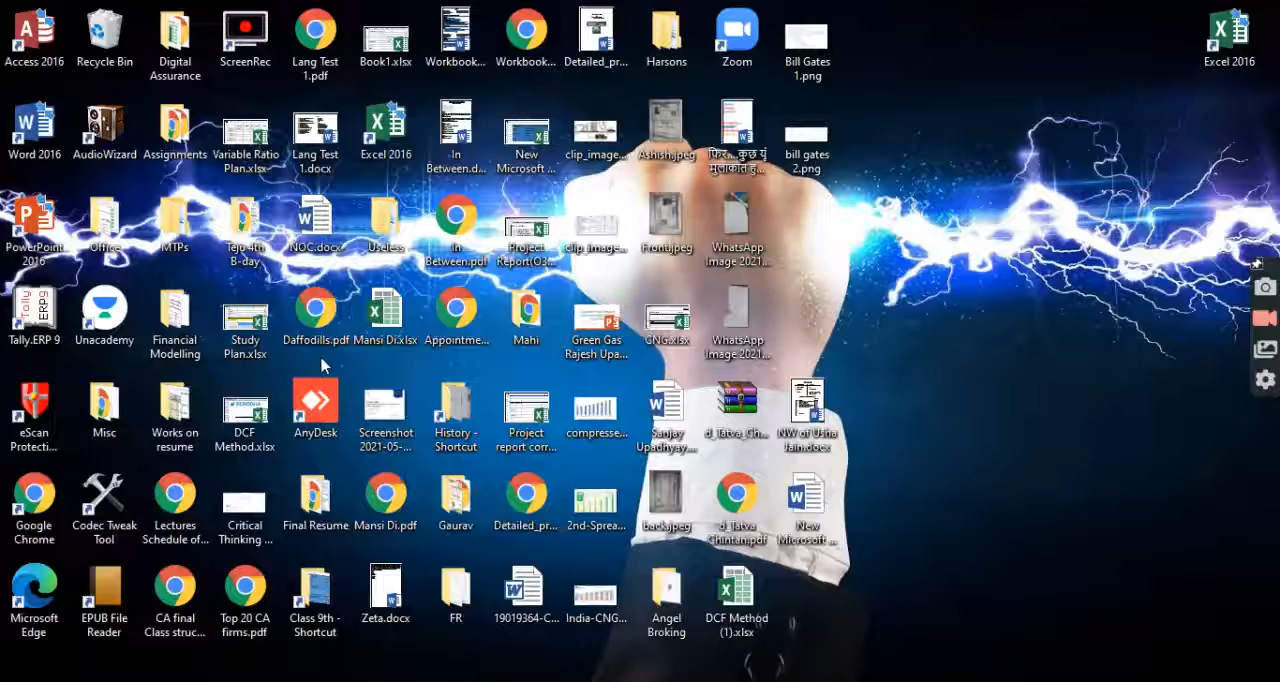 Access 2016
Recycle Bin
Digital
Assurance
ScreenRec
Lang Test
1.pdf
Book1.xlsx
Workbook...
Workbook...
Detailed_pr...
Harsons
Zoom
Bill Gates
1.png
Excel 2016
Word 2016
AudioWizard
Assignments
Variable Ratio
Plan.xlsx
Lang Test
1.docx
Excel 2016
In
Between.d...
New
Microsoft ...
clip_image...
Ashish.jpeg
फिर....कुछ यूं
मुलाकात हु...
bill gates
2.png
PowerPoint
2016
Office
MTPs
Teju 4th
B-day
NOC.docx
Useless
In
Between.pdf
Project
Report(O3...
clip_image...
Front.jpeg
WhatsApp
Image 2021...
Tally
ERP9
Tally.ERP 9
Unacademy
Financial
Modelling
Study
Plan.xlsx
Daffodills.pdf
Mansi Di.xlsx
Appointme...
Mahi
Green Gas
Rajesh Upa...
CNG.xlsx
WhatsApp
Image 2021...
eScan
Protecti...
Misc
Works on
resume
DCF
Method.xlsx
AnyDesk
Screenshot
2021-05-...
History -
Shortcut
Project
report corr...
compresse...
Sanjay
Upadhyay....
d_Tatva_Ch...
NW of Usha
Jain.docx
Google
Chrome
Codec Tweak
Tool
Lectures
Schedule of...
Critical
Thinking ...
Final Resume
Mansi Di.pdf
Gaurav
Detailed_pr...
2nd-Sprea...
back.jpeg
d_Tatva
Chintan.pdf
New
Microsoft ...
Microsoft
Edge
EPUB File
Reader
CA final
Class struc...
Top 20 CA
firms.pdf
Class 9th -
Shortcut
Zeta.docx
FR
19019364-C...
India-CNG...
Angel
Broking
DCF Method
(1).xlsx